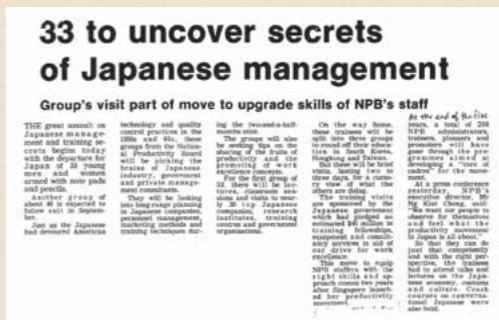 33 to uncover secrets
of Japanese management
Group's visit part of move to upgrade skills of NPB's staff
THE great assault on
Japanese manage-
ment and training se-
crets begins today
with the departure for
Japan of 33 young
men and women
armed with note pads
and pencils.
Another group of
about 40 is expected to
follow suit in Septem-
ber.
Just as the Japanese
had devoured American
technology and quality
control practices in the
1950s and 60s, these
groups from the Nation-
al Productivity Board
will be picking the
brains of Japanese
industry, government
and private manage-
ment consultants.
They will be looking
into long-range planning
in Japanese companies,
personnel management,
marketing methods and
training techniques dur-
ing the two-and-a-half-
months stint.
The groups will also
be seeking tips on the
sharing of the fruits of
productivity and the
promoting of work
excellence concepts.
For the first group of
33, there will be lec-
tures, classroom ses-
sions and visits to near-
by 20 top Japanese
companies, research
institutes, training
centres and government
organisations.
On the way home,
these trainees will be
split into three groups
to round off their educa-
tion in South Korea,
Hongkong and Taiwan.
But these will be brief
visits, lasting two to
three days, for a curso-
ry view of what the
others are doing.
The training visits
are sponsored by the
Japanese government
which had pledged an
estimated $40 million in
training fellowships,
equipment and consult-
ancy services in aid of
our drive for work
excellence.
This move to equip
NPB staffers with the
right skills and ap-
proach comes two years
after Singapore launch-
ed her productivity
movement.
At the end of the five
years, a total of 200
NPB administrators,
trainers, planners and
promoters will have
gone through the pro-
grammes aimed at
developing a "core of
cadres" for the move-
ment.
At a press conference
yesterday, NPB's
executive director, Mr
Ng Kiat Chong, said:
"We want our people to
observe for themselves
and feel what the
productivity movement
in Japan is all about."
So that they can do
just that competently
and with the right per-
spective, the trainees
had to attend talks and
lectures on the Japa-
nese economy, customs
and culture. Crash
courses on conversa-
tional Japanese were
also held.